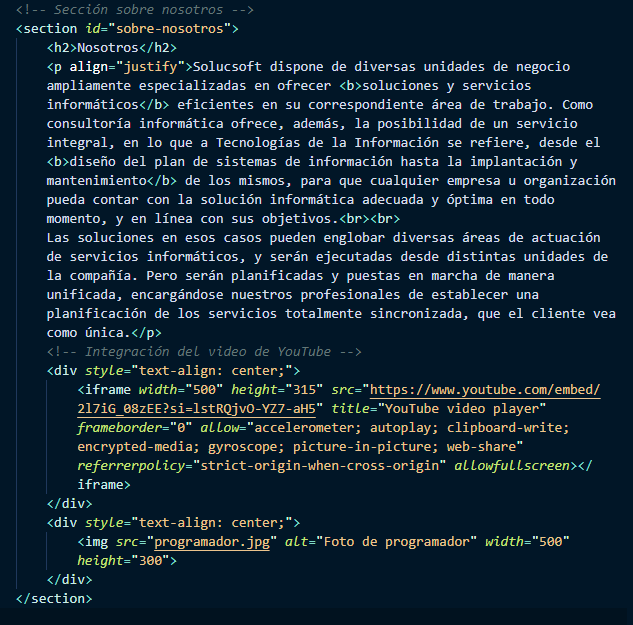 <!-- Sección sobre nosotros -->
<section id="sobre-nosotros">
<h2>Nosotros</h2>
<p align="justify">Solucsoft dispone de diversas unidades de negocio
ampliamente especializadas en ofrecer <b>soluciones y servicios
informáticos</b> eficientes en su correspondiente área de trabajo. Como
consultoría informática ofrece, además, la posibilidad de un servicio
integral, en lo que a Tecnologías de la Información se refiere, desde el
<b>diseño del plan de sistemas de información hasta la implantación y
mantenimiento</b> de los mismos, para que cualquier empresa u organización
pueda contar con la solución informática adecuada y óptima en todo
momento, y en línea con sus objetivos.<br><br>
Las soluciones en esos casos pueden englobar diversas áreas de actuación
de servicios informáticos, y serán ejecutadas desde distintas unidades de
la compañía. Pero serán planificadas y puestas en marcha de manera
unificada, encargándose nuestros profesionales de establecer una
planificación de los servicios totalmente sincronizada, que el cliente vea
como única.</p>
<!-- Integración del video de YouTube -->
<div style="text-align: center;">
<iframe width="500" height="315" src="https://www.youtube.com/embed/
2l7iG_08zEE?si=lstRQjvO-YZ7-aH5" title="YouTube video player"
frameborder="0" allow="accelerometer; autoplay; clipboard-write;
encrypted-media; gyroscope; picture-in-picture; web-share"
referrerpolicy="strict-origin-when-cross-origin" allowfullscreen></
iframe>
</div>
<div style="text-align: center;">
<img src="programador.jpg" alt="Foto de programador" width="500"
height="300">
</div>
</section>